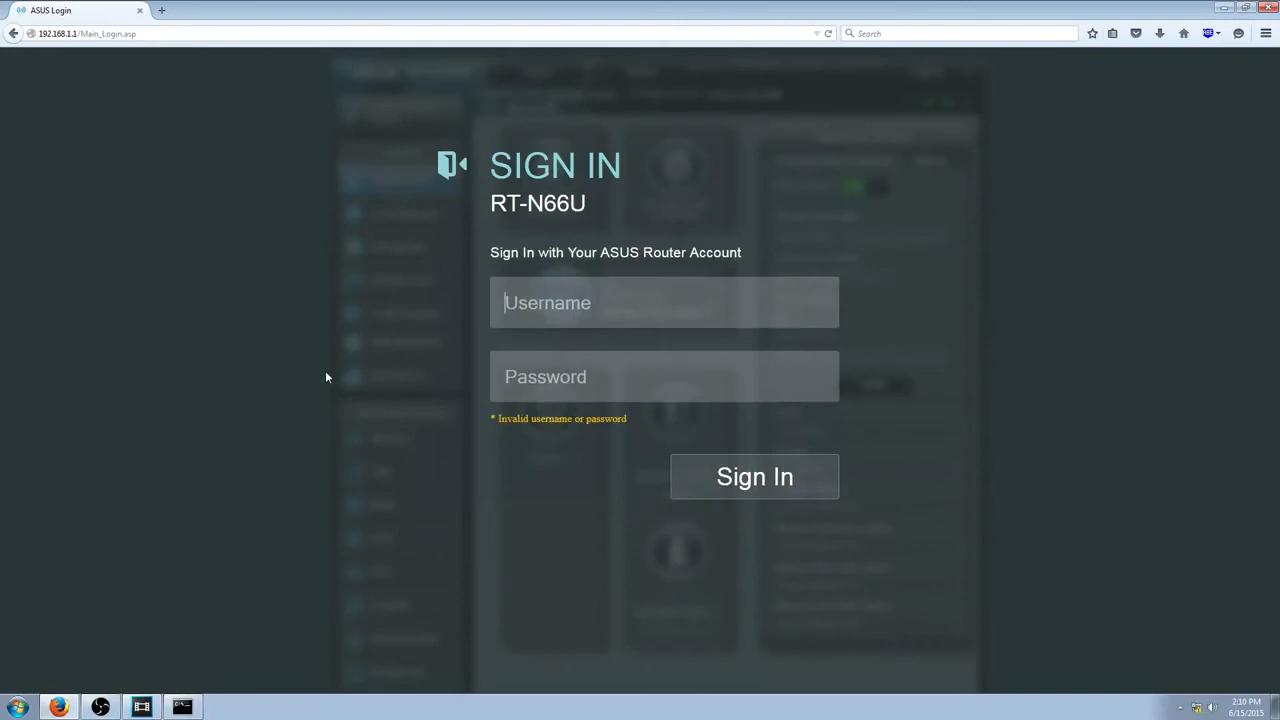 ASUS Login
192.168.1.1/Main_Login.asp
Search
SIGN IN
RT-N66U
Sign In with Your ASUS Router Account
Username
Password
* Invalid username or password
Sign In
2:10 PM
6/15/2015